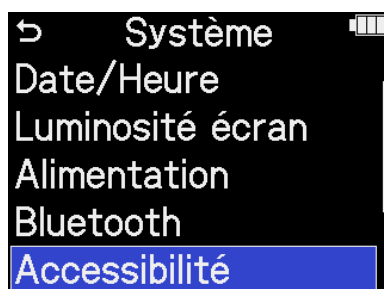 Système
Date/Heure
Luminosité écran
Alimentation
Bluetooth
Accessibilité